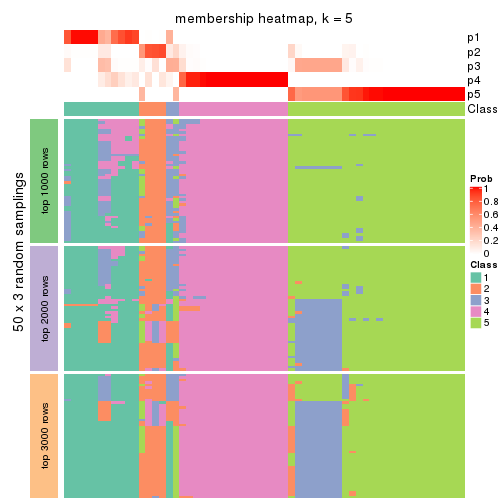 membership heatmap, k = 5
p1
p2
p3
p4
p5
Class
50 x 3 random samplings
top 1000 rows
top 2000 rows
top 3000 rows
Prob
1
0.8
0.6
0.4
0.2
0
Class
1
2
3
4
5